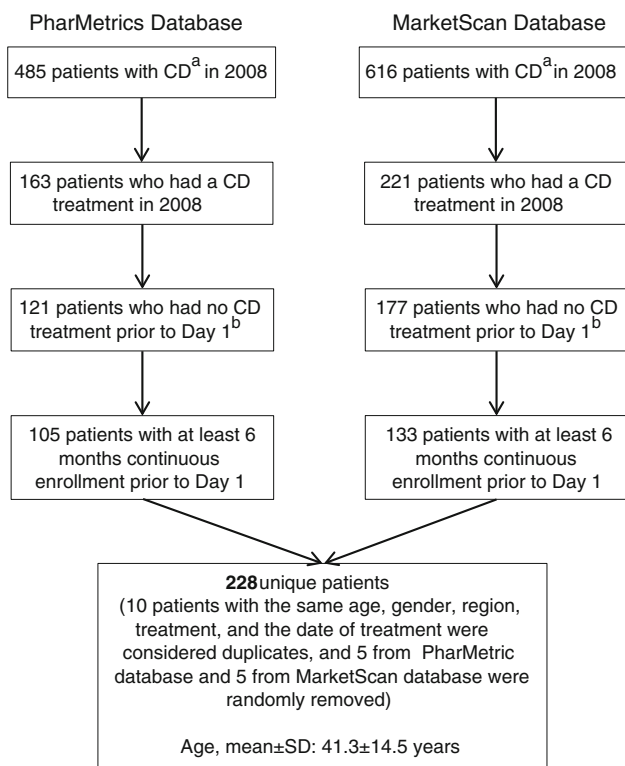 PharMetrics Database
MarketScan Database
485 patients with CDa in 2008
616 patients with CDa in 2008
163 patients who had a CD
treatment in 2008
221 patients who had a CD
treatment in 2008
121 patients who had no CD
treatment prior to Day 1b
177 patients who had no CD
treatment prior to Day 1b
105 patients with at least 6
months continuous
enrollment prior to Day 1
133 patients with at least 6
months continuous
enrollment prior to Day 1
228unique patients
(10 patients with the same age, gender, region,
treatment, and the date of treatment were
considered duplicates, and 5 from PharMetric
database and 5 from MarketScan database were
randomly removed)
Age, mean±SD: 41.3±14.5 years